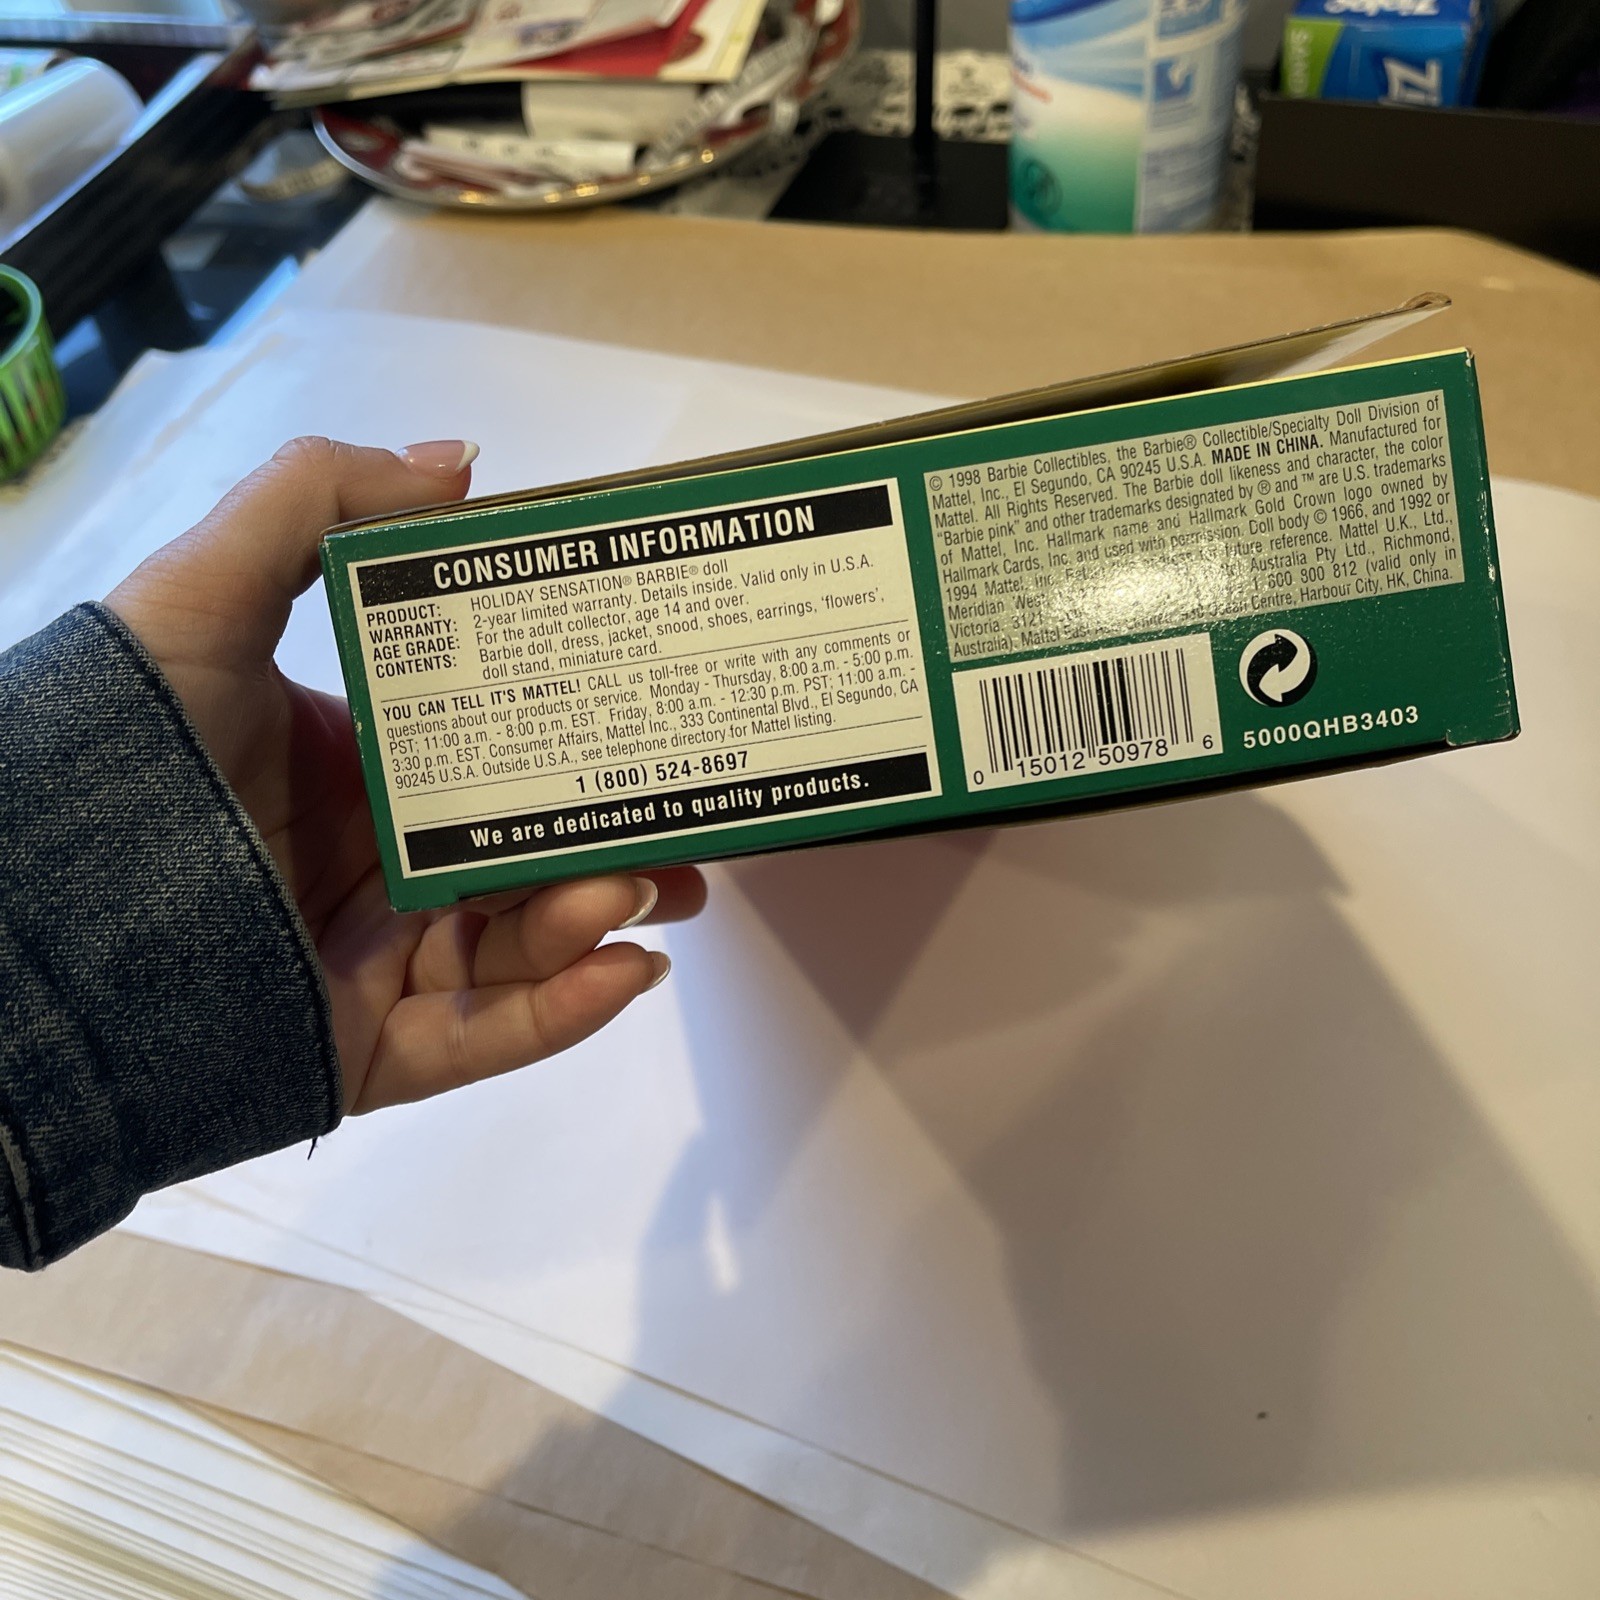 CONSUMER INFORMATION
PRODUCT: HOLIDAY SENSATION® BARBIE® doll
WARRANTY: 2-year limited warranty. Details inside. Valid only in U.S.A.
AGE GRADE: For the adult collector, age 14 and over.
CONTENTS: Barbie doll, dress, jacket, snood, shoes, earrings, 'flowers',
doll stand, miniature card.
YOU CAN TELL IT'S MATTEL! CALL us toll-free or write with any comments or
questions about our products or service. Monday - Thursday, 8:00 a.m. - 5:00 p.m.
PST; 11:00 a.m. - 8:00 p.m. EST. Friday, 8:00 a.m. - 12:30 p.m. PST; 11:00 a.m. -
3:30 p.m. EST. Consumer Affairs, Mattel Inc., 333 Continental Blvd., El Segundo, CA
90245 U.S.A. Outside U.S.A., see telephone directory for Mattel listing.
1 (800) 524-8697
We are dedicated to quality products.
© 1998 Barbie Collectibles, the Barbie® Collectible/Specialty Doll Division of
Mattel, Inc., El Segundo, CA 90245 U.S.A. MADE IN CHINA. Manufactured for
Mattel. All Rights Reserved. The Barbie doll likeness and character, the color
"Barbie pink" and other trademarks designated by ® and ™ are U.S. trademarks
of Mattel, Inc. Hallmark name and Hallmark Gold Crown logo owned by
Hallmark Cards, Inc. and used with permission. Doll body © 1966, and 1992 or
1994 Mattel, Inc. future reference. Mattel U.K., Ltd.,
Meridian West Australia Pty Ltd., Richmond,
Victoria. 3121 1 800 800 812 (valid only in
Australia). Mattel Ocean Centre, Harbour City, HK, China.
0 15012 50978 6
5000QHB3403
Ziploc